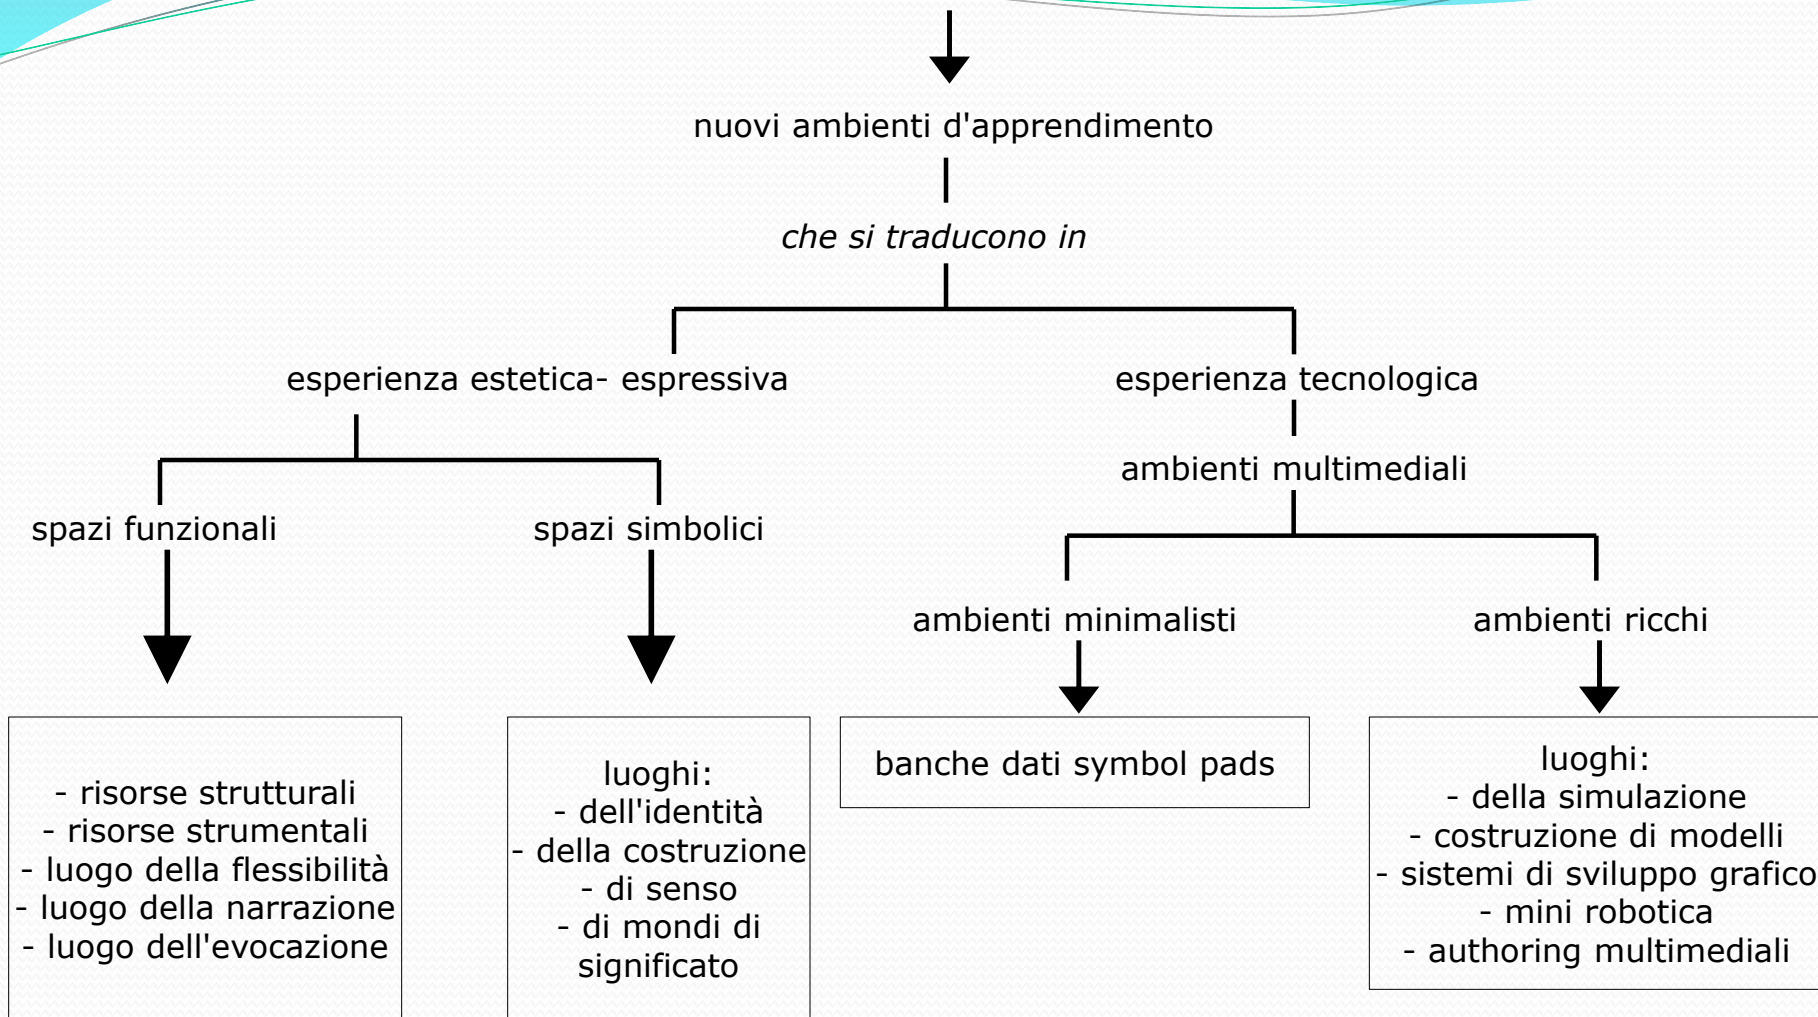 nuovi ambienti d'apprendimento
che si traducono in
esperienza estetica- espressiva
esperienza tecnologica
ambienti multimediali
spazi funzionali
spazi simbolici
ambienti minimalisti
ambienti ricchi
- risorse strutturali
- risorse strumentali
- luogo della flessibilità
- luogo della narrazione
- luogo dell'evocazione
luoghi:
- dell'identità
- della costruzione
- di senso
- di mondi di
significato
banche dati symbol pads
luoghi:
- della simulazione
- costruzione di modelli
- sistemi di sviluppo grafico
- mini robotica
- authoring multimediali